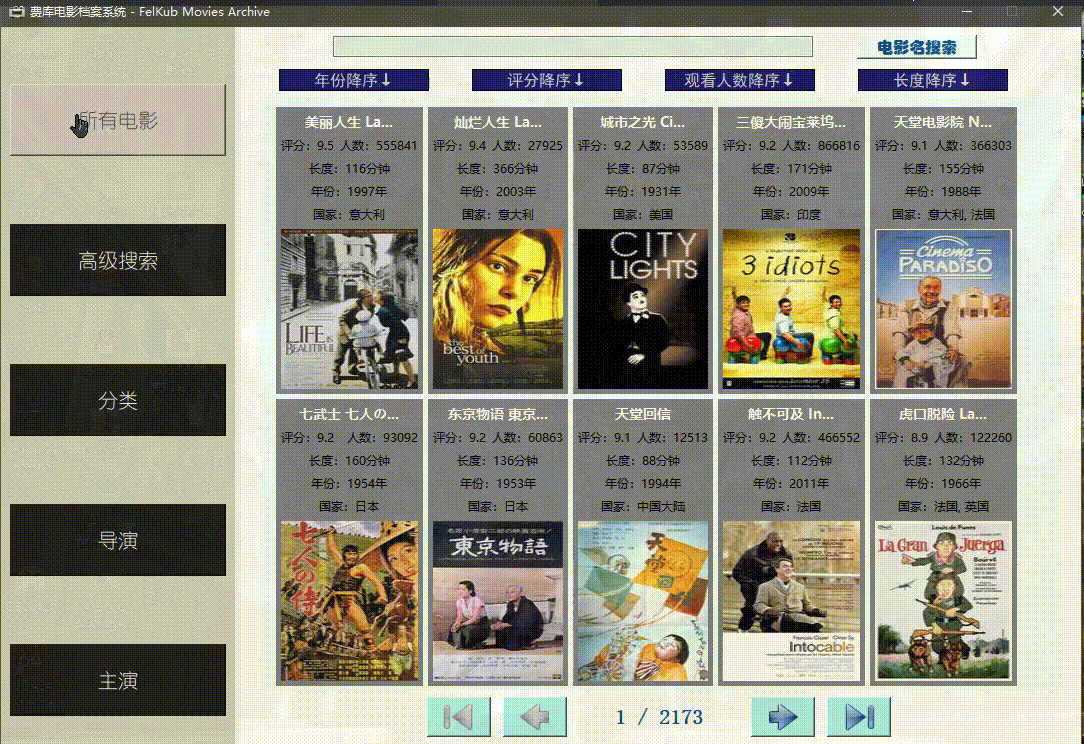 费库电影档案系统 - FelKub Movies Archive
电影名搜索
年份降序↓ 评分降序↓ 观看人数降序↓ 长度降序↓
所有电影
高级搜索
分类
导演
主演
美丽人生 La...
评分：9.5 人数：555841
长度：116分钟
年份：1997年
国家：意大利
LIFE IS BEAUTIFUL
灿烂人生 La...
评分：9.4 人数：27925
长度：366分钟
年份：2003年
国家：意大利
the best of youth
城市之光 Ci...
评分：9.2 人数：53589
长度：87分钟
年份：1931年
国家：美国
CITY
LIGHTS
三傻大闹宝莱坞...
评分：9.2 人数：866816
长度：171分钟
年份：2009年
国家：印度
3 idiots
天堂电影院 N...
评分：9.1 人数：366303
长度：155分钟
年份：1988年
国家：意大利, 法国
Cinema
PARADISO
七武士 七人の...
评分：9.2 人数：93092
长度：160分钟
年份：1954年
国家：日本
七人の侍
东京物语 東京...
评分：9.2 人数：60863
长度：136分钟
年份：1953年
国家：日本
東京物語
天堂回信
评分：9.1 人数：12513
长度：88分钟
年份：1994年
国家：中国大陆
天堂回信
触不可及 In...
评分：9.2 人数：466552
长度：112分钟
年份：2011年
国家：法国
Intocable
虎口脱险 La...
评分：8.9 人数：122260
长度：132分钟
年份：1966年
国家：法国, 英国
Louis de Funes
Bourvil
La Gran Juerga
1 / 2173